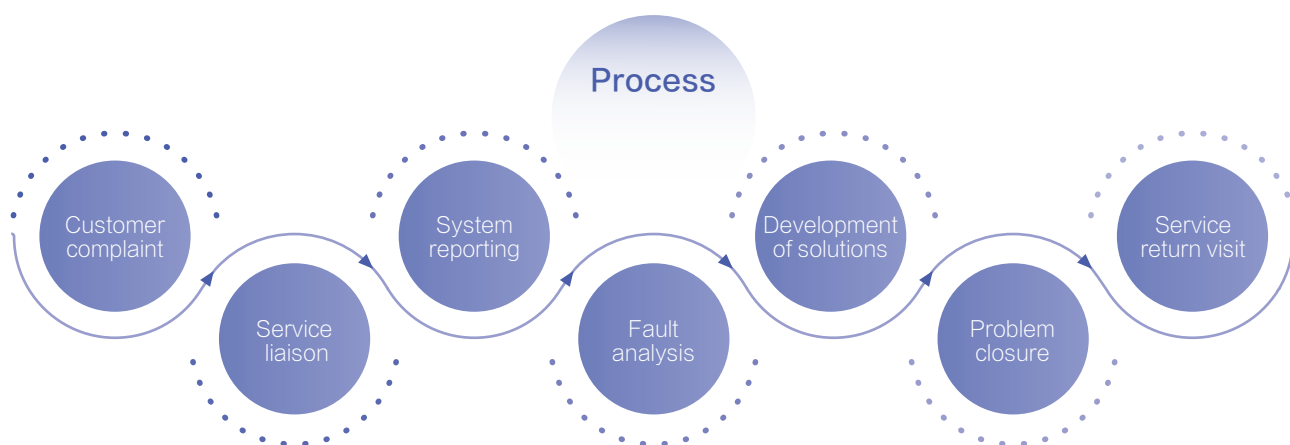 Process
Customer
complaint
Service
liaison
System
reporting
Fault
analysis
Development
of solutions
Problem
closure
Service
return visit